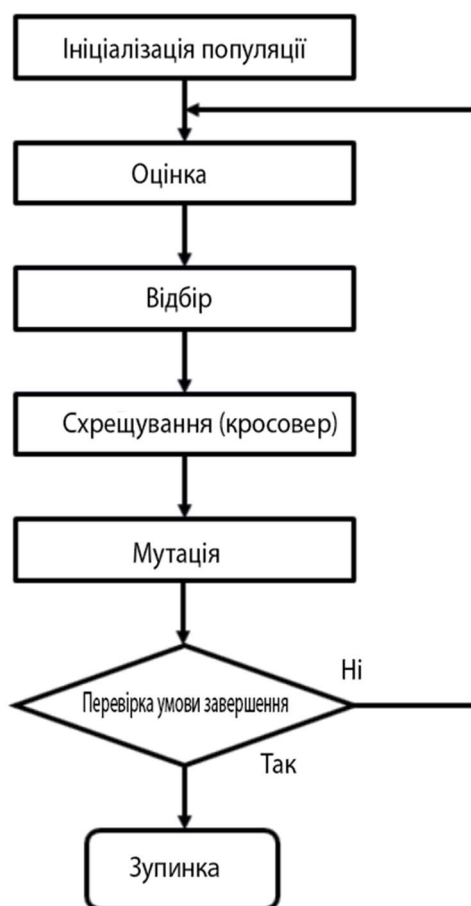 Ініціалізація популяції
Оцінка
Відбір
Схрещування (кросовер)
Мутація
Перевірка умови завершення
Ні
Так
Зупинка